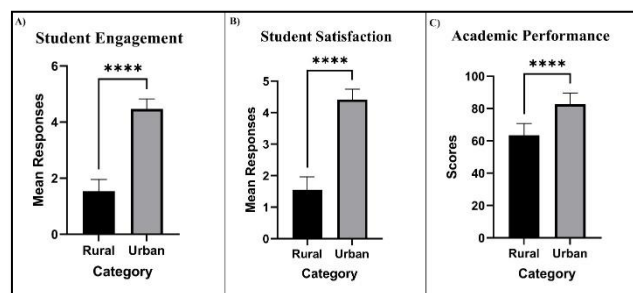 A)
Student Engagement
****
Mean Responses
6
4
2
0
Rural Urban
Category
B)
Student Satisfaction
****
Mean Responses
5
4
3
2
1
0
Rural Urban
Category
C)
Academic Performance
****
Scores
100
80
60
40
20
0
Rural Urban
Category